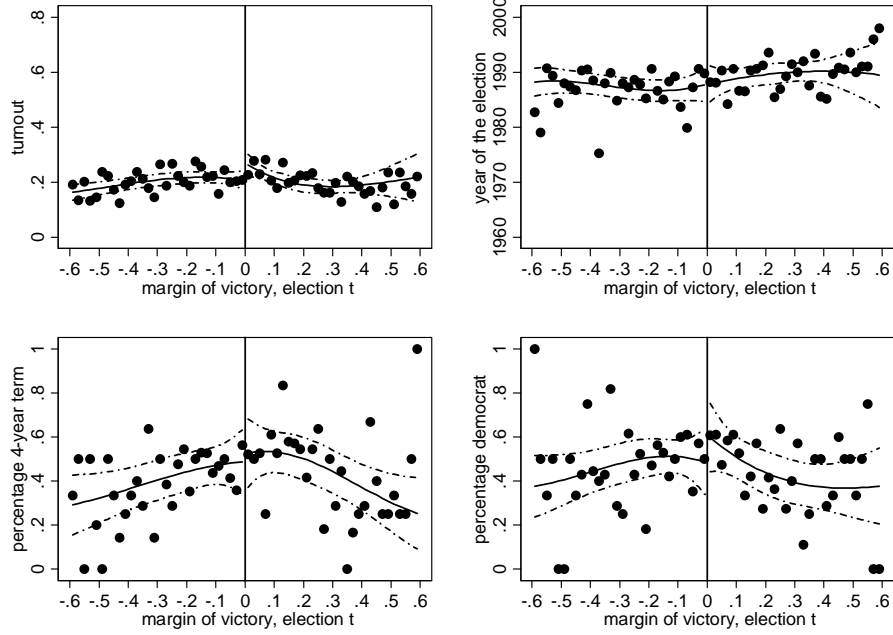 turnout
0 .2 .4 .6 .8
-.6 -.5 -.4 -.3 -.2 -.1 0 .1 .2 .3 .4 .5 .6
margin of victory, election t
year of the election
1960 1970 1980 1990 2000
-.6 -.5 -.4 -.3 -.2 -.1 0 .1 .2 .3 .4 .5 .6
margin of victory, election t
percentage 4-year term
0 .2 .4 .6 .8 1
-.6 -.5 -.4 -.3 -.2 -.1 0 .1 .2 .3 .4 .5 .6
margin of victory, election t
percentage democrat
0 .2 .4 .6 .8 1
-.6 -.5 -.4 -.3 -.2 -.1 0 .1 .2 .3 .4 .5 .6
margin of victory, election t